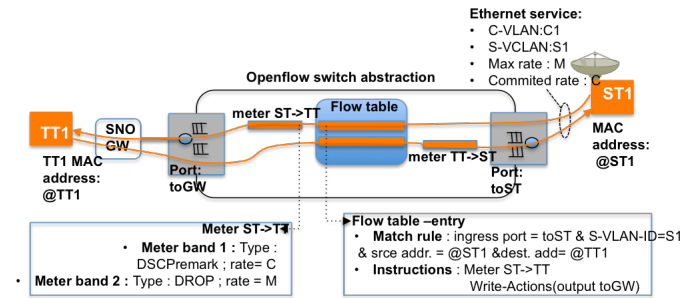 Ethernet service:
• C-VLAN:C1
• S-VCLAN:S1
• Max rate : M
• Commited rate : C
Openflow switch abstraction
ST1
meter ST->TT
Flow table
TT1
SNO
GW
MAC
address:
@ST1
meter TT->ST
TT1 MAC
address:
@TT1
Port:
toGW
Port:
toST
Meter ST->TT
• Meter band 1 : Type :
DSCPremark ; rate= C
• Meter band 2 : Type : DROP ; rate = M
Flow table –entry
• Match rule : ingress port = toST & S-VLAN-ID=S1
& srce addr. = @ST1 &dest. add= @TT1
• Instructions : Meter ST->TT
Write-Actions(output toGW)